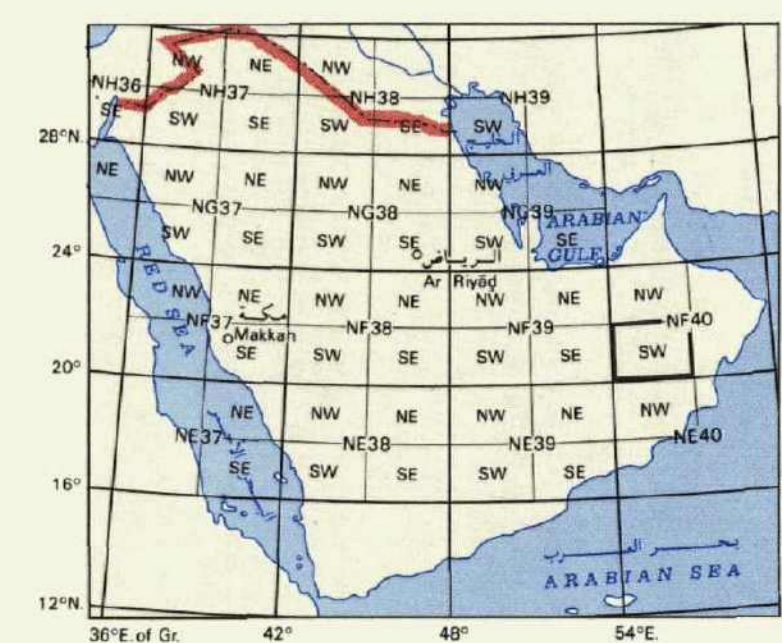 NW NE NW
NH36 NH37 NH38 NH39
SE SW SE SW SE SW
28°N. الخليج
العربي
NE NW NE NW NE NW
NG37 NG38 NG39 ARABIAN
SW SE SW SE SW SE
24° الرياض GULF
Ar Riyāḍ
RED SEA
NW NE NW NE NW NE NW
مكة
NF37 NF38 NF39 NF40
Makkah
SE SW SE SW SE SW
20°
NE NW NE NW NE NW
NE37 NE38 NE39 NE40
SE SW SE SW SE
16°
بحر العرب
ARABIAN SEA
12°N.
36°E. of Gr. 42° 48° 54°E.